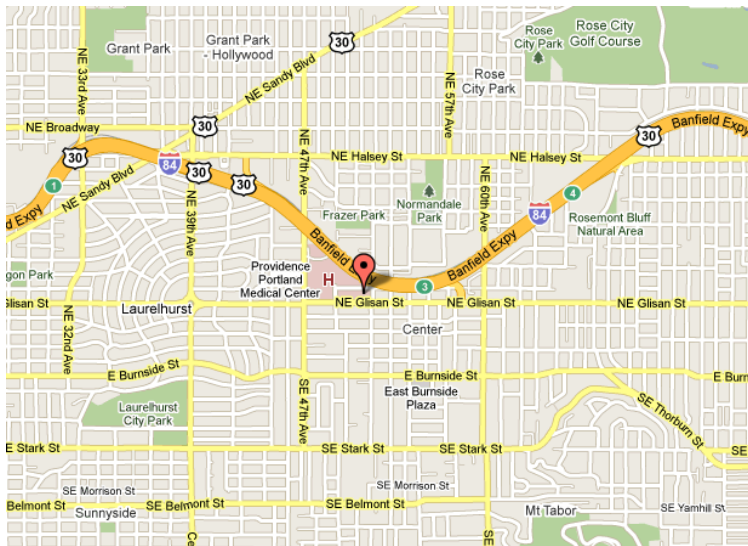 Grant Park
Grant Park
- Hollywood
30
Rose
City Park
Rose City
Golf Course
NE 33rd Ave
NE Sandy Blvd
NE 57th Ave
Rose
City Park
NE Broadway
30
30
Banfield Expy
30
84
30
30
NE 47th Ave
NE Halsey St
NE Halsey St
1
NE Sandy Blvd
NE 39th Ave
Normandale
Park
NE 60th Ave
4
84
d Expy
Frazer Park
Rosemont Bluff
Natural Area
Banfield
Banfield Expy
gon Park
Providence
Portland
Medical Center
H
3
Glisan St
Laurelhurst
NE Glisan St
NE Glisan St
NE Glisan St
NE 32nd Ave
Center
E Burnside St
E Burnside St
E Burn
East Burnside
Plaza
SE 47th Ave
Laurelhurst
City Park
SE Thorburn St
E Stark St
SE Stark St
SE Stark St
SE
SE Morrison St
SE Morrison St
Belmont St
SE Belmont St
SE Belmont St
Sunnyside
Ce
Mt Tabor
SE Yamhill St